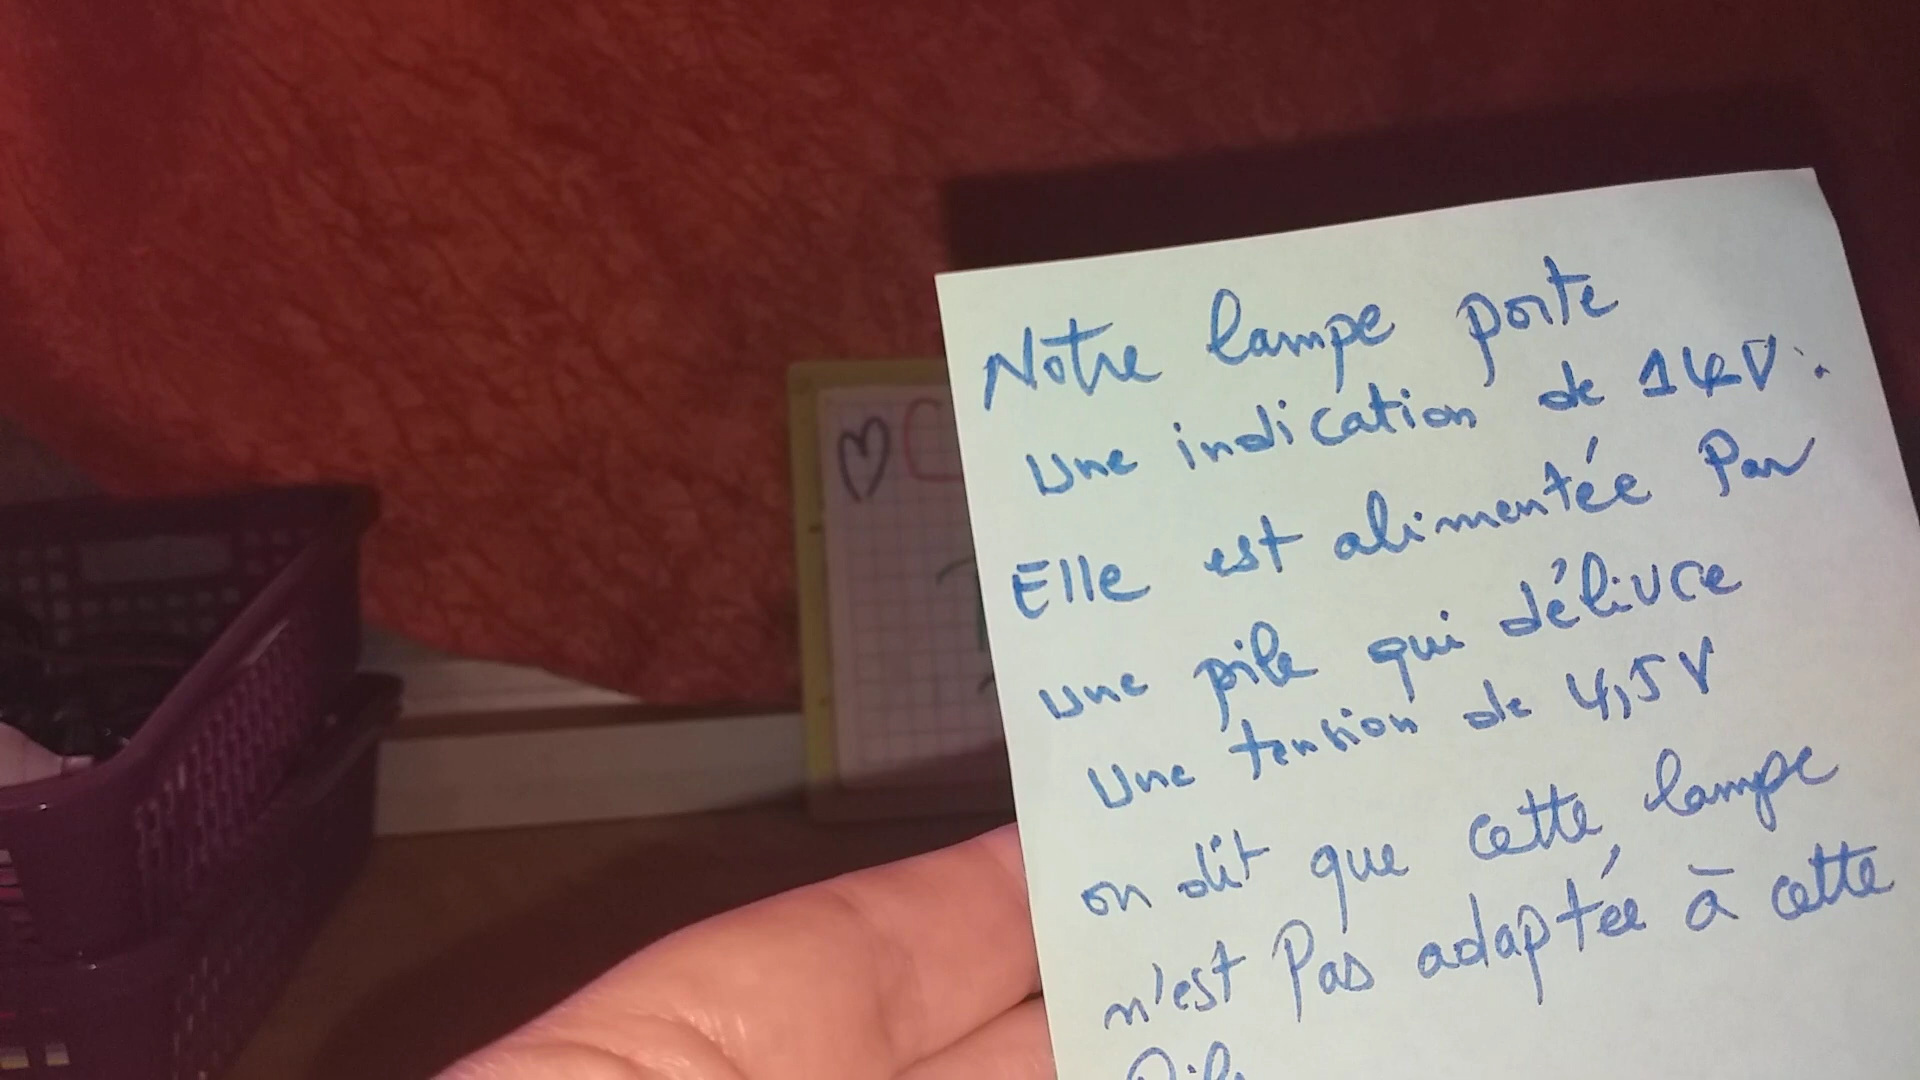 Notre lampe porte
Une indication de 14V.
Elle est alimentée Par
une pile qui délivre
Une tension de 4,5V
on dit que cette lampe
n'est Pas adaptée à cette